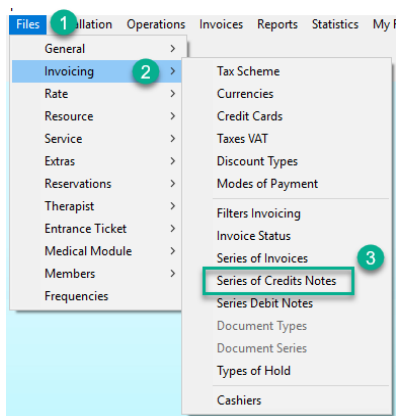 Files 1 Operations Invoices Reports Statistics My
General
Invoicing 2
Rate
Resource
Service
Extras
Reservations
Therapist
Entrance Ticket
Medical Module
Members
Frequencies
Tax Scheme
Currencies
Credit Cards
Taxes VAT
Discount Types
Modes of Payment
Filters Invoicing
Invoice Status
Series of Invoices 3
Series of Credits Notes
Series Debit Notes
Document Types
Document Series
Types of Hold
Cashiers